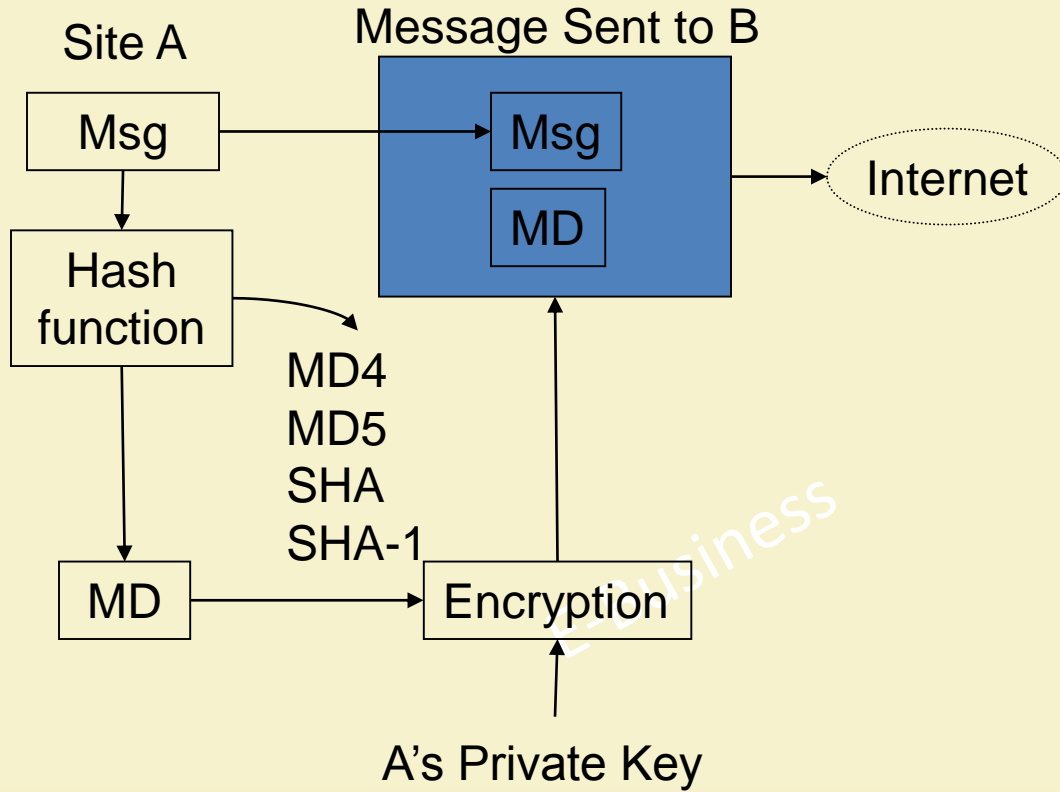 Site A
Message Sent to B
Msg
Msg
MD
Internet
Hash
function
MD4
MD5
SHA
SHA-1
MD
Encryption
E-Business
A's Private Key